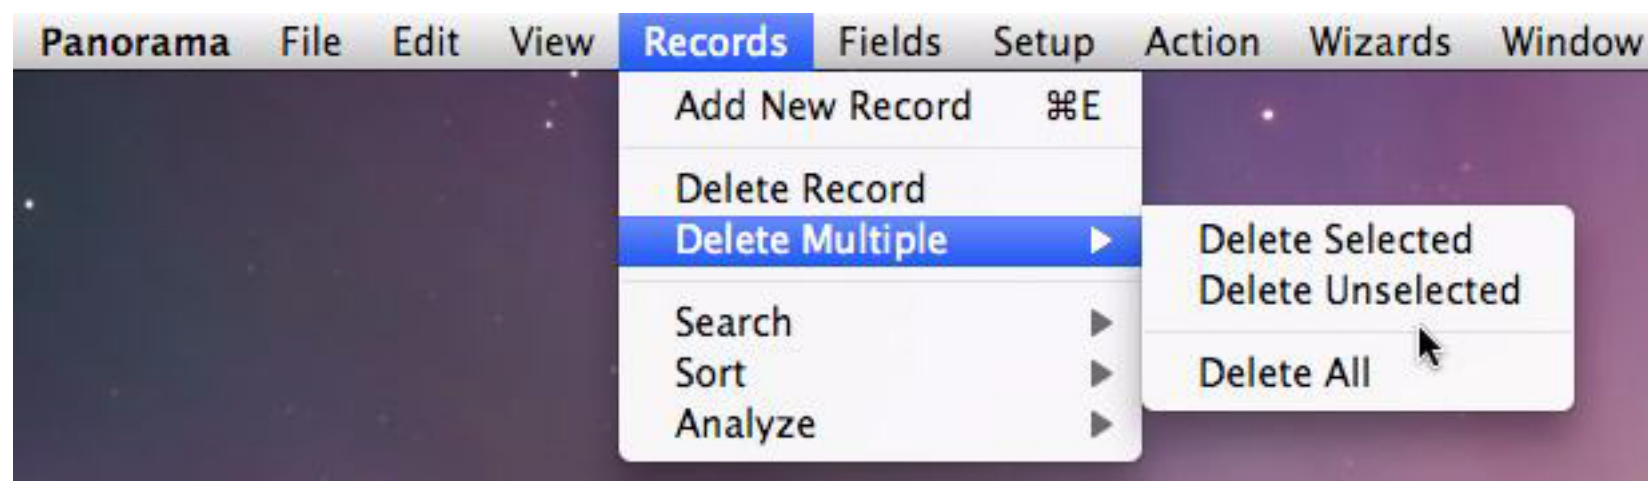 Panorama File Edit View Records Fields Setup Action Wizards Window
Add New Record ⌘E
Delete Record
Delete Multiple
Delete Selected
Delete Unselected
Delete All
Search
Sort
Analyze